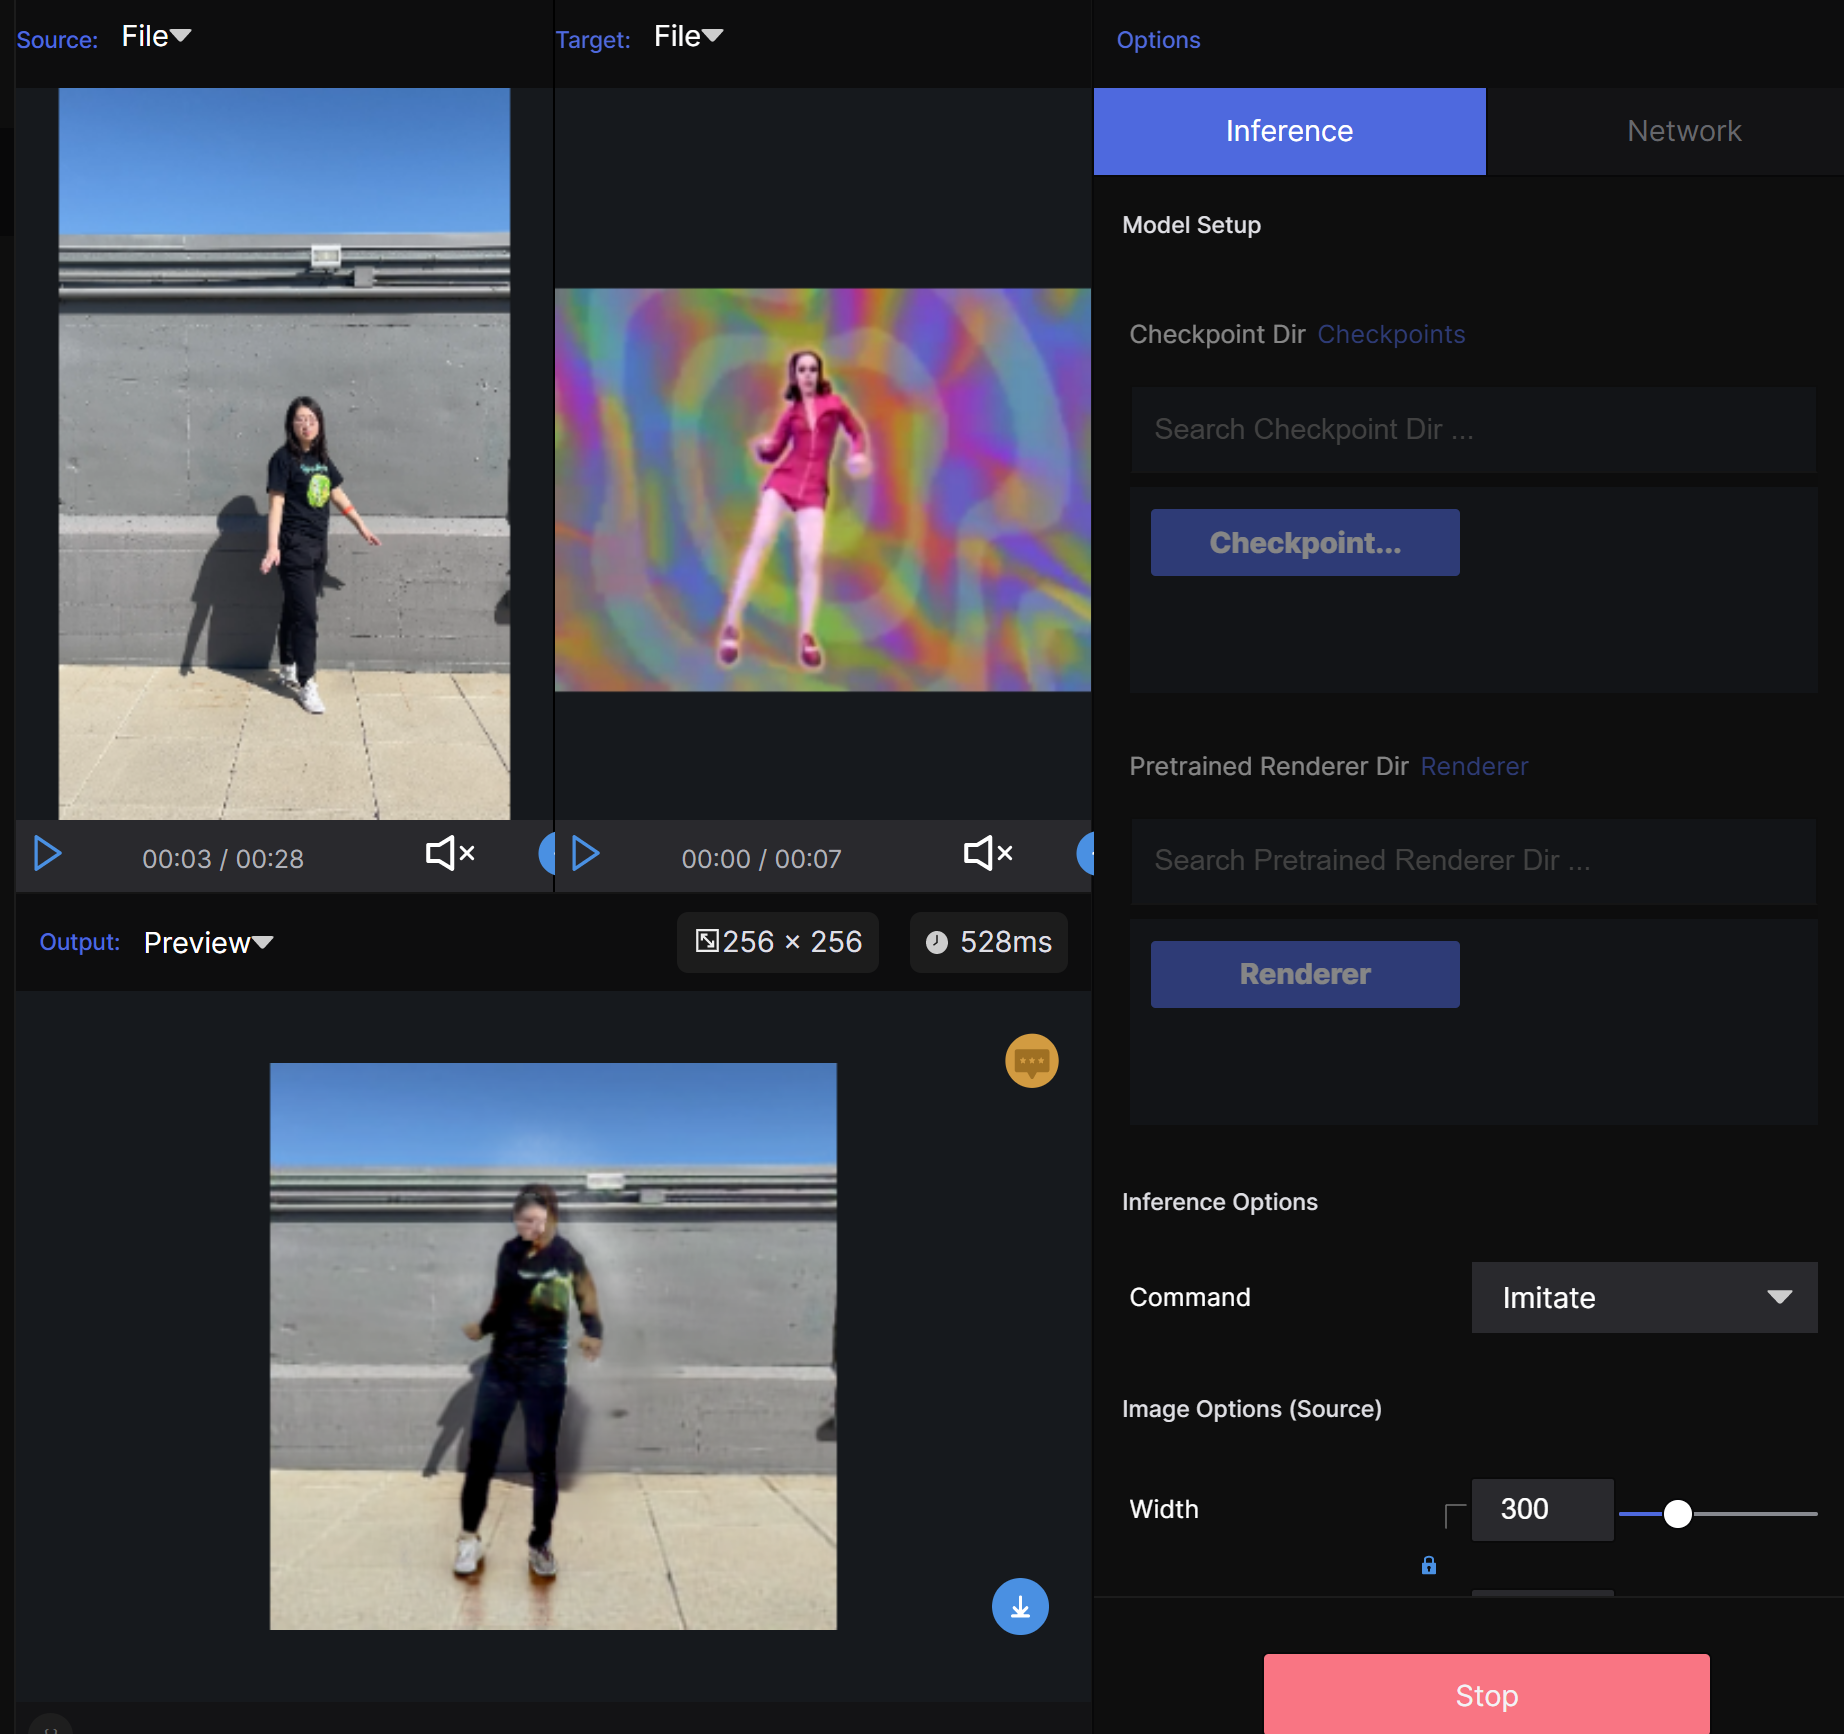 Source: File
Target: File
Options
Inference
Network
Model Setup
Checkpoint Dir Checkpoints
Search Checkpoint Dir ...
Checkpoint...
Pretrained Renderer Dir Renderer
Search Pretrained Renderer Dir ...
Renderer
00:03 / 00:28
00:00 / 00:07
Output: Preview
256 × 256
528ms
Inference Options
Command
Imitate
Image Options (Source)
Width
300
Stop